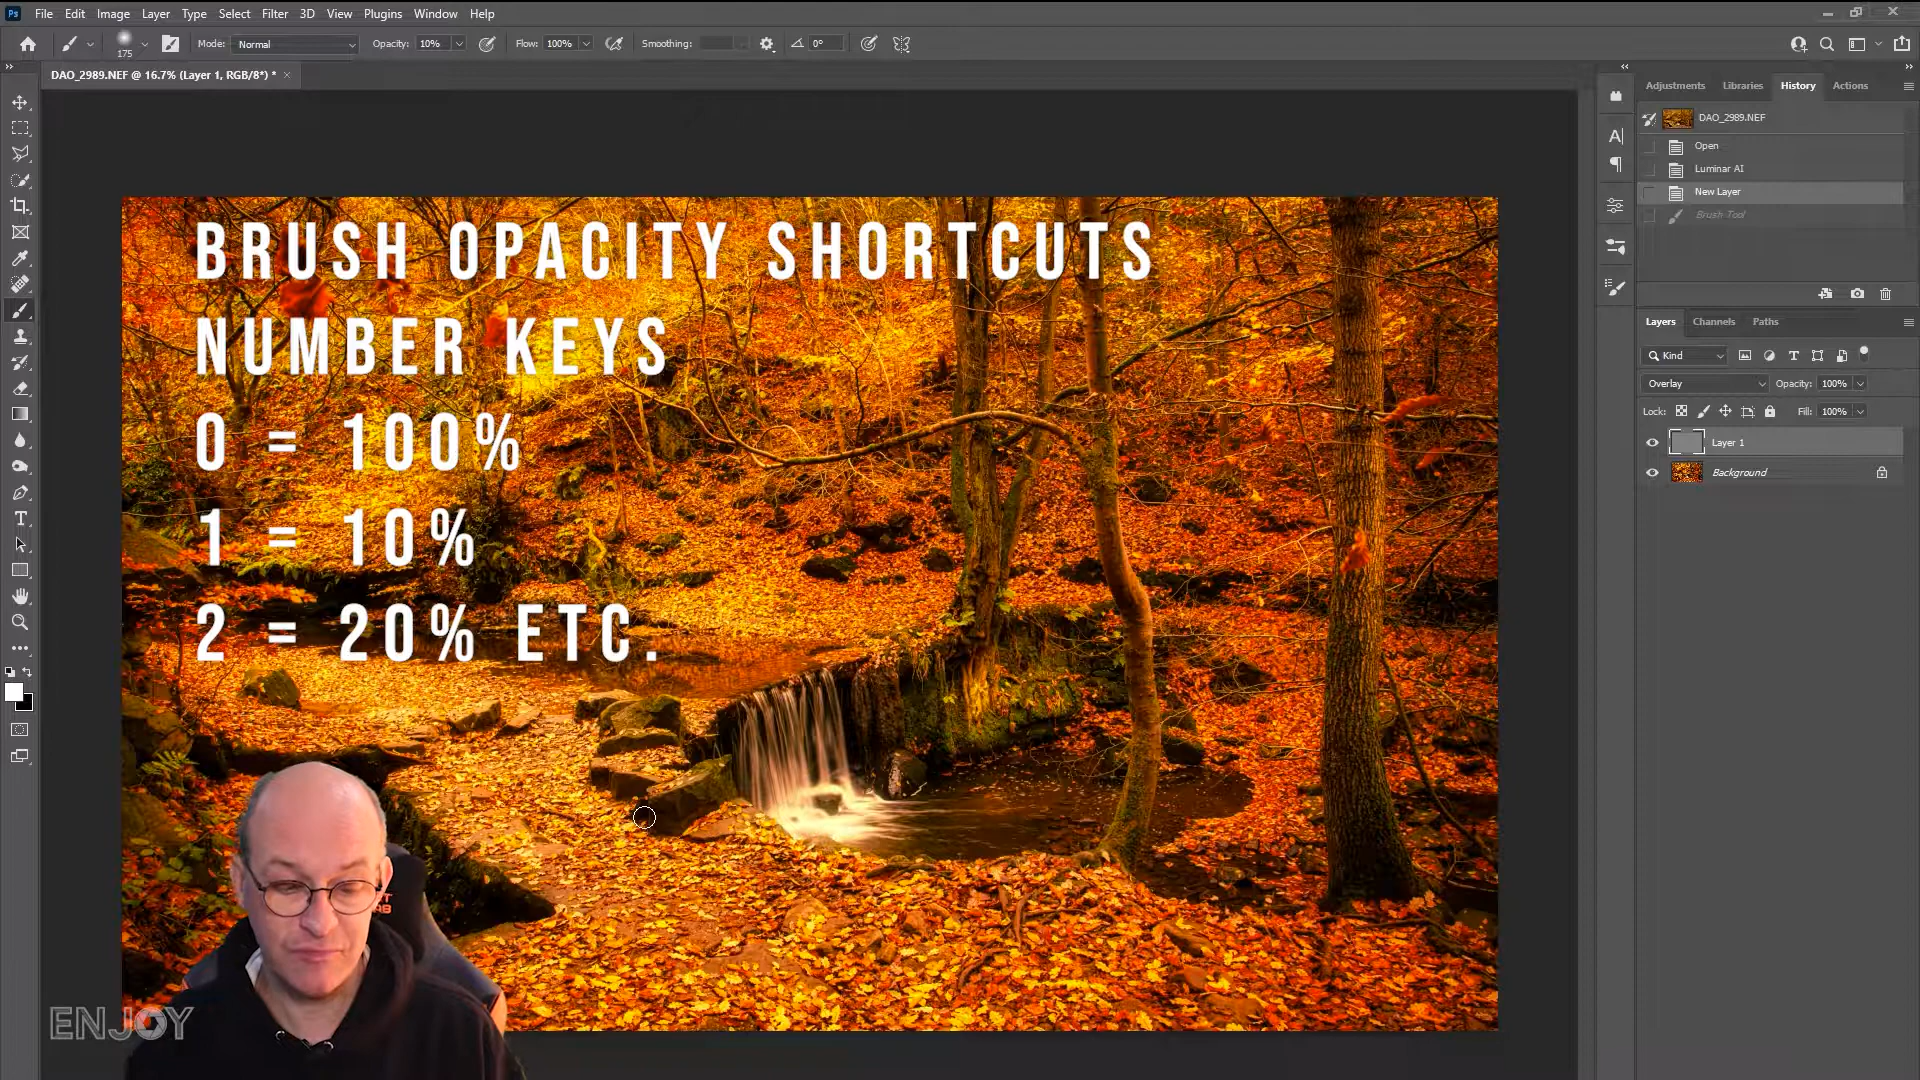 Ps File Edit Image Layer Type Select Filter 3D View Plugins Window Help
175 Mode: Normal Opacity: 10% Flow: 100% Smoothing: 0°
DAO_2989.NEF @ 16.7% (Layer 1, RGB/8*) * ×
Adjustments Libraries History Actions
DAO_2989.NEF
Open
Luminar AI
New Layer
Brush Tool
Layers Channels Paths
Kind
Overlay Opacity: 100%
Lock: Fill: 100%
Layer 1
Background
BRUSH OPACITY SHORTCUTS
NUMBER KEYS
0 = 100%
1 = 10%
2 = 20% ETC.
ENJOY